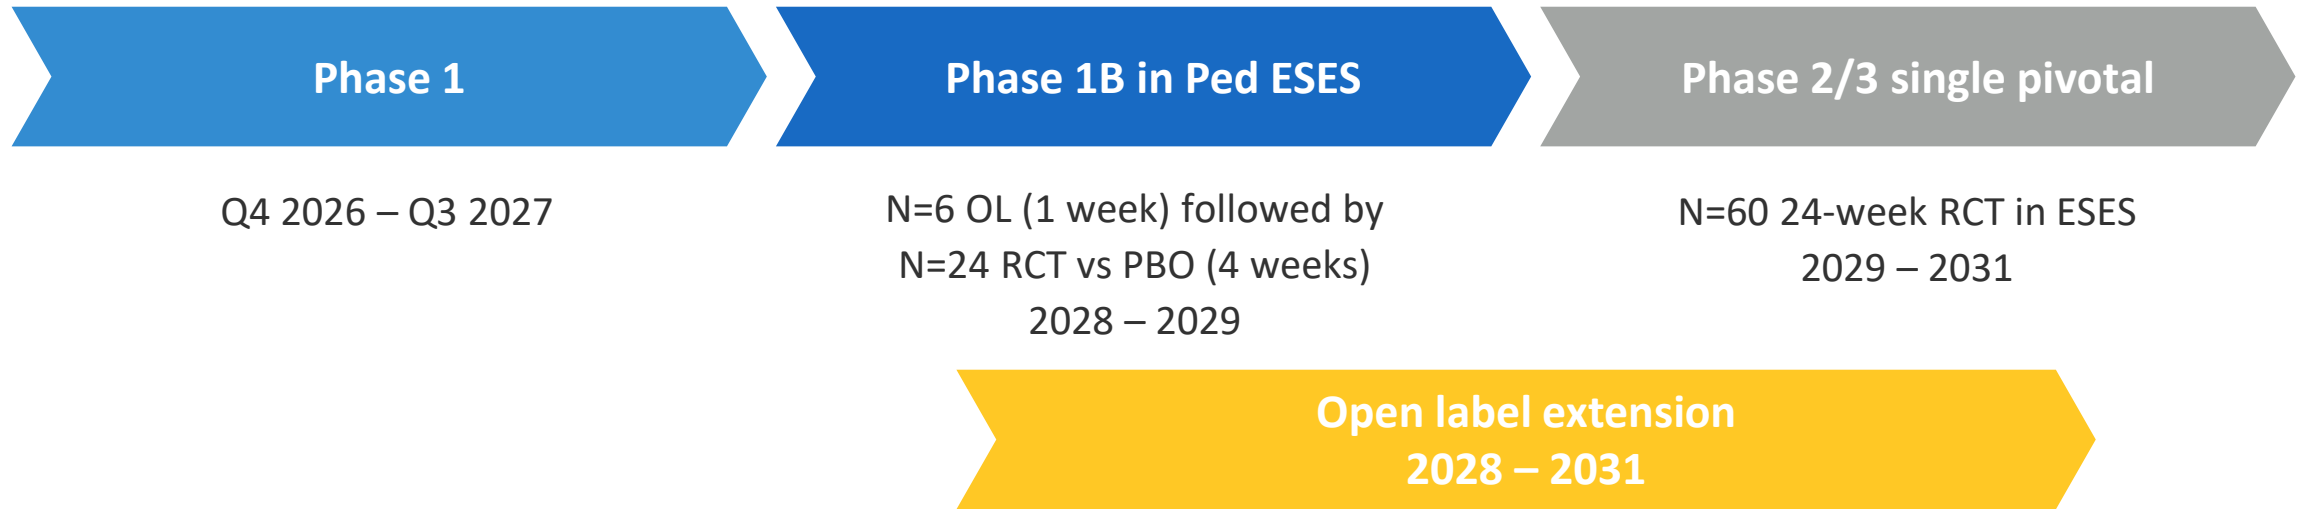 Phase 1
Phase 1B in Ped ESES
Phase 2/3 single pivotal
Q4 2026 – Q3 2027
N=6 OL (1 week) followed by
N=24 RCT vs PBO (4 weeks)
2028 – 2029
N=60 24-week RCT in ESES
2029 – 2031
Open label extension
2028 – 2031